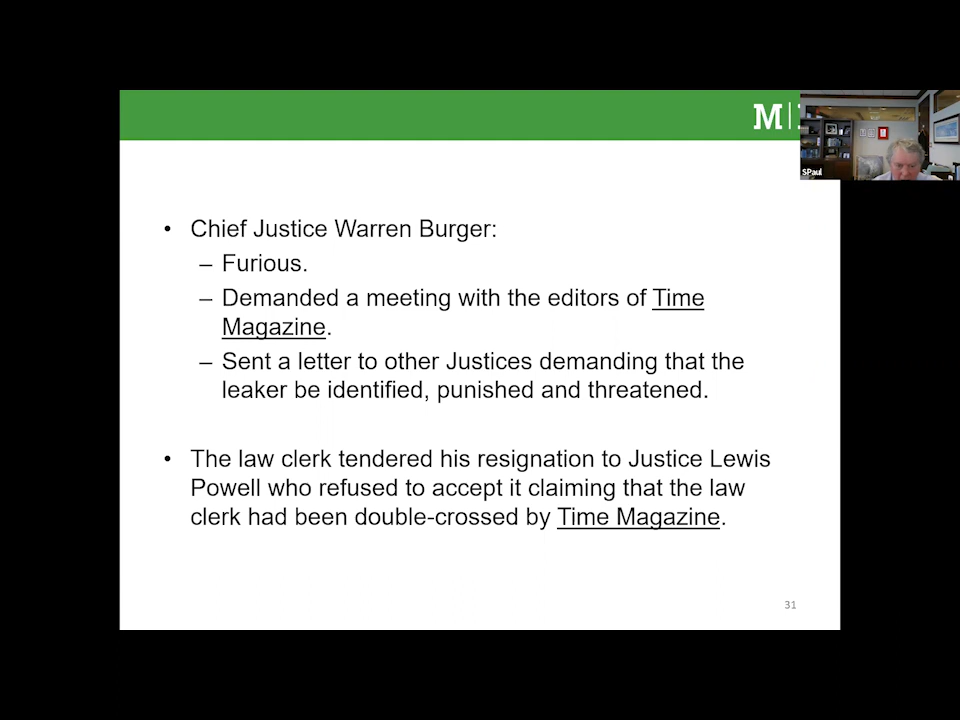 M|
SPaul
• Chief Justice Warren Burger:
– Furious.
– Demanded a meeting with the editors of Time
Magazine.
– Sent a letter to other Justices demanding that the
leaker be identified, punished and threatened.
• The law clerk tendered his resignation to Justice Lewis
Powell who refused to accept it claiming that the law
clerk had been double-crossed by Time Magazine.
31